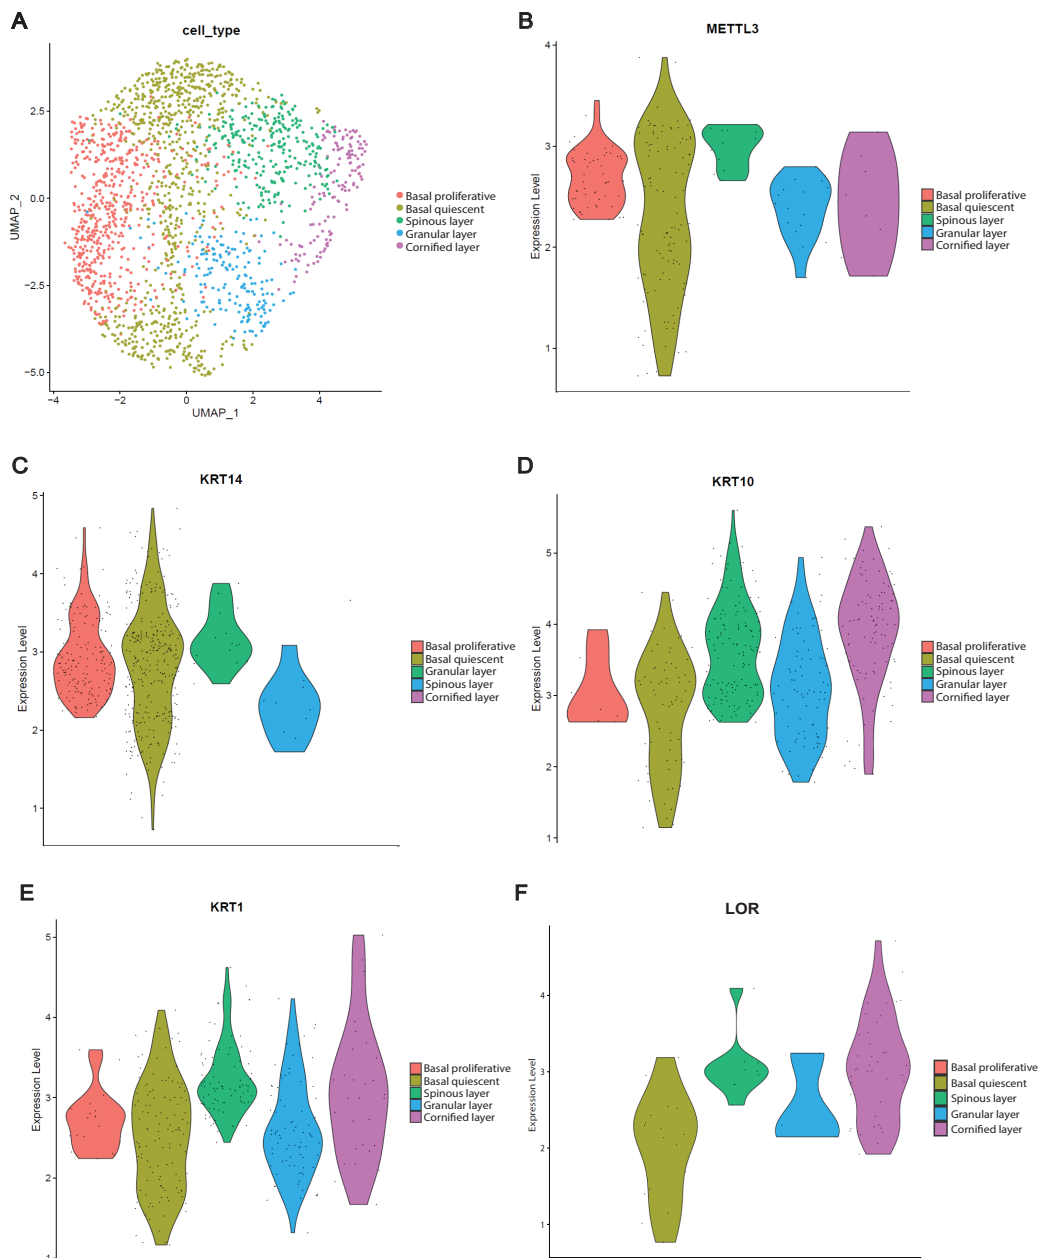 A
cell_type
UMAP_2
2.5
0.0
−2.5
−5.0
−4
−2
0
2
4
UMAP_1
Basal proliferative
Basal quiescent
Spinous layer
Granular layer
Cornified layer
B
METTL3
Expression Level
4
3
2
1
Basal proliferative
Basal quiescent
Spinous layer
Granular layer
Cornified layer
C
KRT14
Expression Level
5
4
3
2
1
Basal proliferative
Basal quiescent
Granular layer
Spinous layer
Cornified layer
D
KRT10
Expression Level
5
4
3
2
1
Basal proliferative
Basal quiescent
Spinous layer
Granular layer
Cornified layer
E
KRT1
Expression Level
5
4
3
2
1
Basal proliferative
Basal quiescent
Spinous layer
Granular layer
Cornified layer
F
LOR
Expression Level
4
3
2
1
Basal proliferative
Basal quiescent
Spinous layer
Granular layer
Cornified layer